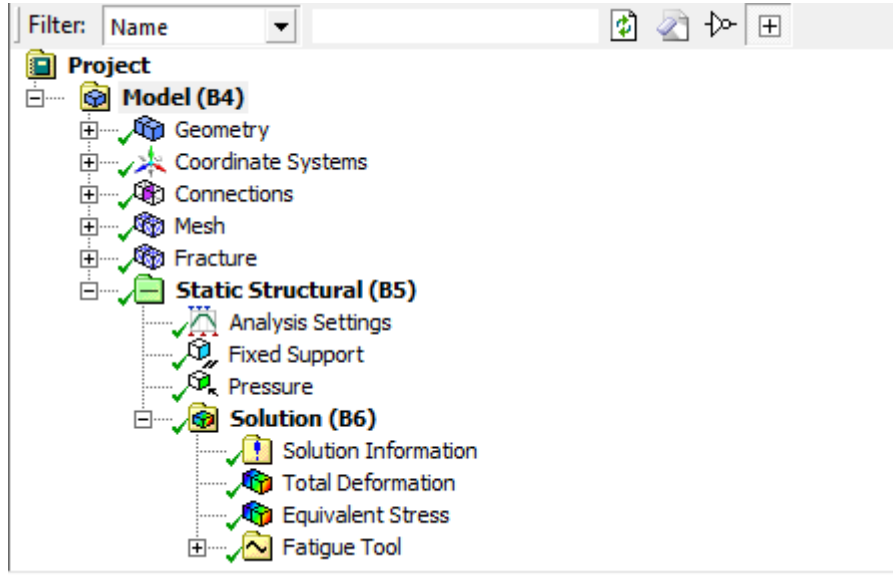 Filter: Name
Project
Model (B4)
Geometry
Coordinate Systems
Connections
Mesh
Fracture
Static Structural (B5)
Analysis Settings
Fixed Support
Pressure
Solution (B6)
Solution Information
Total Deformation
Equivalent Stress
Fatigue Tool